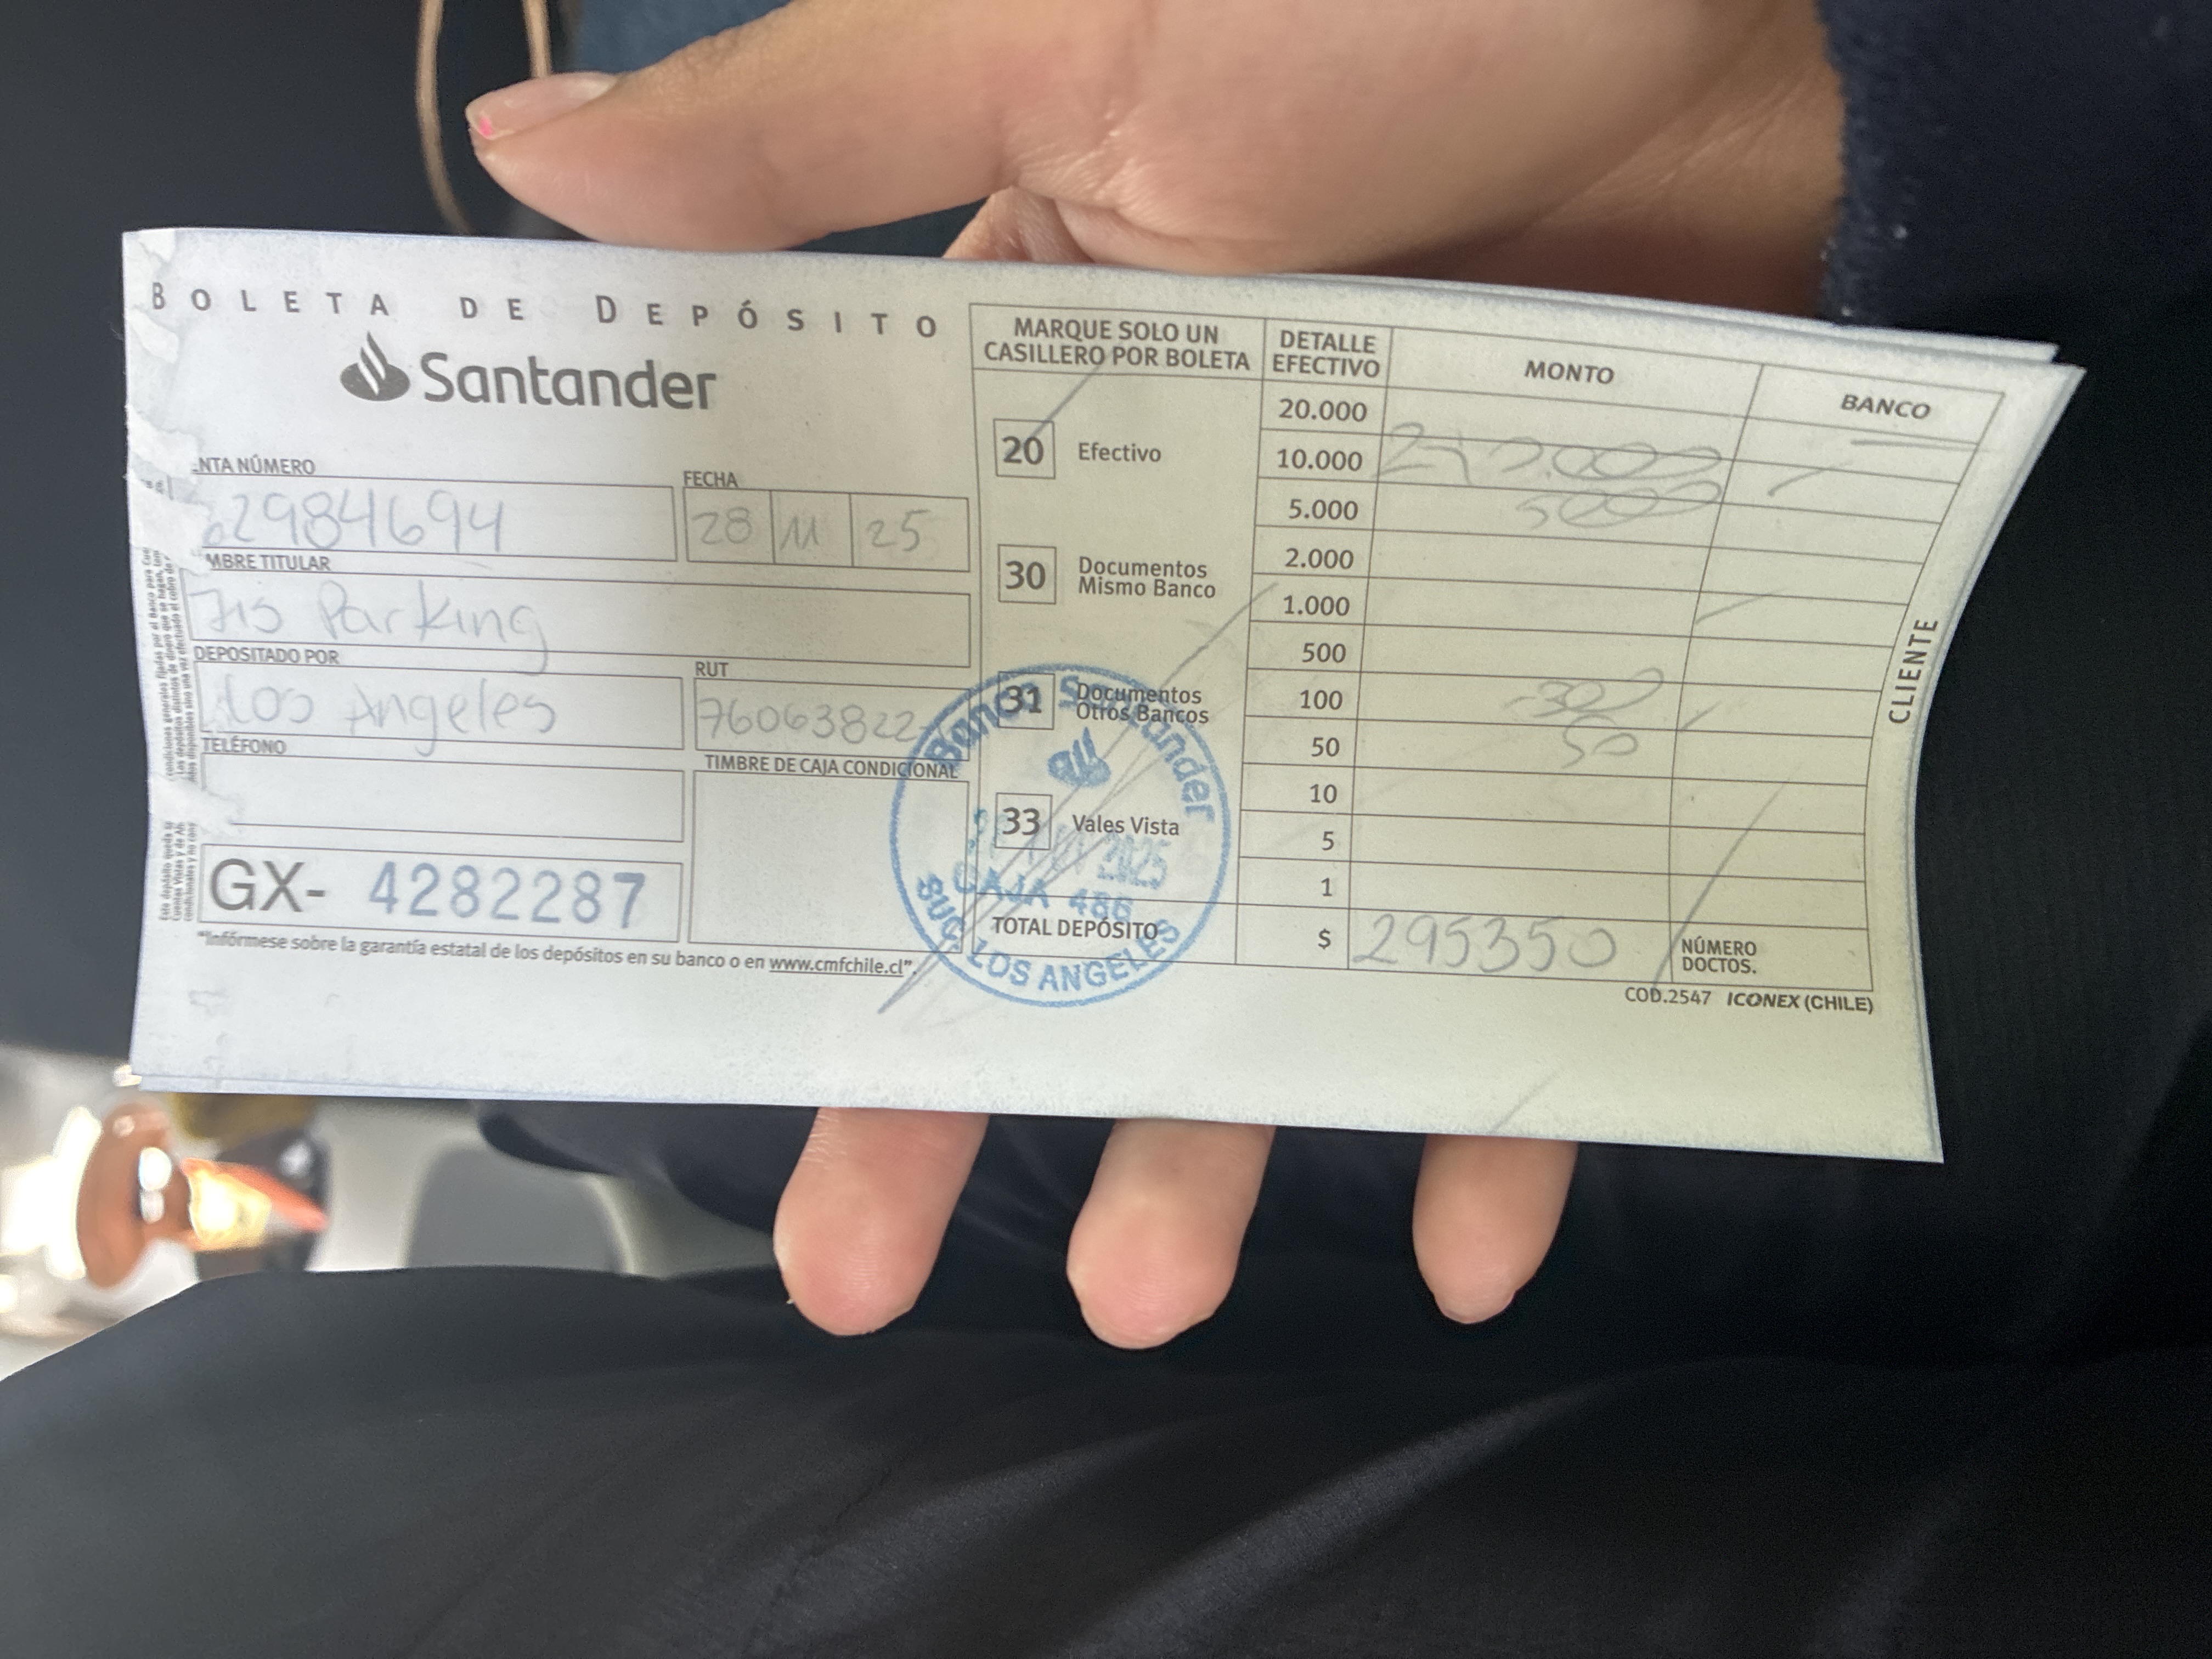 BOLETA DE DEPÓSITO
Santander
NTA NÚMERO
62984694
FECHA
28 11 25
MBRE TITULAR
715 Parking
DEPOSITADO POR
Los Angeles
RUT
76063822-
TELÉFONO
TIMBRE DE CAJA CONDICIONAL
GX- 4282287
"Infórmese sobre la garantía estatal de los depósitos en su banco o en www.cmfchile.cl".
MARQUE SOLO UN
CASILLERO POR BOLETA
20 Efectivo
30 Documentos
Mismo Banco
31 Documentos
Otros Bancos
33 Vales Vista
TOTAL DEPÓSITO
DETALLE
EFECTIVO
MONTO
BANCO
20.000
10.000
5.000 5000
2.000
1.000
500
100 300
50 50
10
5
1
$ 295350
NÚMERO
DOCTOS.
CLIENTE
COD.2547 ICONEX (CHILE)
Banco Santander
2025
CAJA 486
SUC. LOS ANGELES